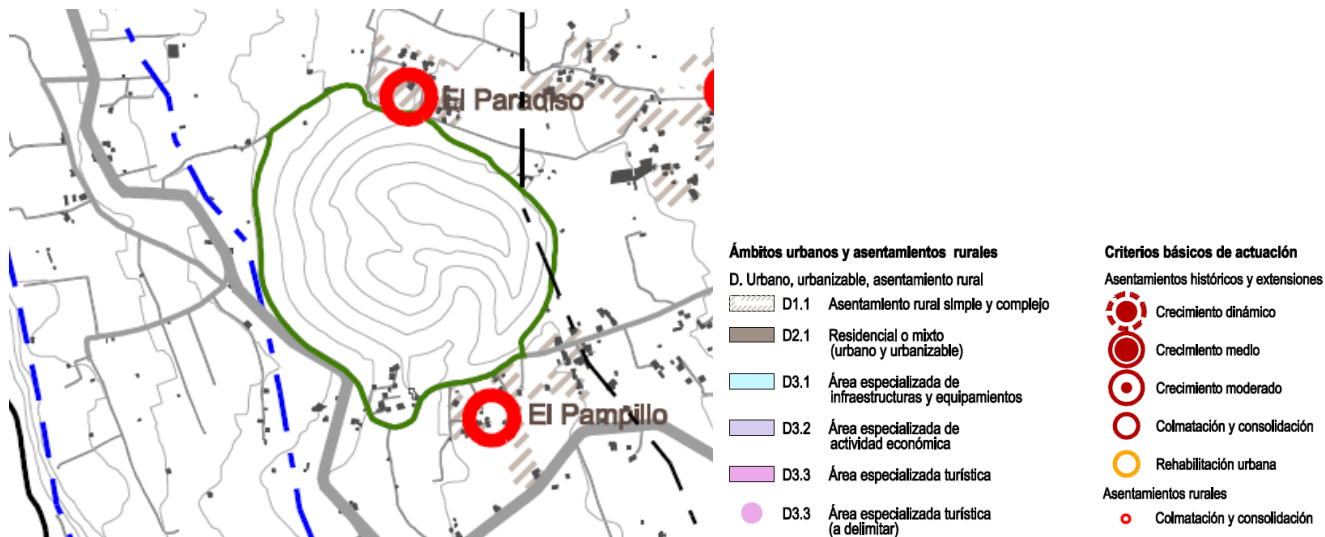 El Paradiso
El Pampillo
Ámbitos urbanos y asentamientos rurales
D. Urbano, urbanizable, asentamiento rural
D1.1 Asentamiento rural simple y complejo
D2.1 Residencial o mixto
(urbano y urbanizable)
D3.1 Área especializada de
infraestructuras y equipamientos
D3.2 Área especializada de
actividad económica
D3.3 Área especializada turística
D3.3 Área especializada turística
(a delimitar)
Criterios básicos de actuación
Asentamientos históricos y extensiones
Crecimiento dinámico
Crecimiento medio
Crecimiento moderado
Colmatación y consolidación
Rehabilitación urbana
Asentamientos rurales
Colmatación y consolidación